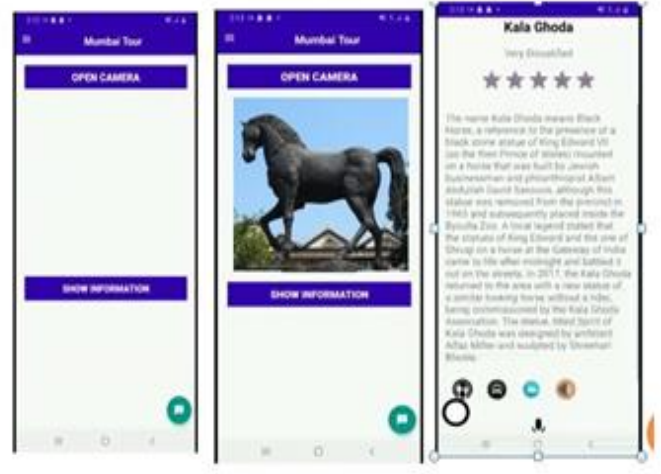 Mumbai Tour
OPEN CAMERA
SHOW INFORMATION
Mumbai Tour
OPEN CAMERA
SHOW INFORMATION
Kala Ghoda
Very Dissatisfied
The name Kala Ghoda means Black
Horse, a reference to the presence of a
black stone statue of King Edward VII
(as the then Prince of Wales) mounted
on a horse that was built by Jewish
businessman and philanthropist Albert
Abdullah David Sassoon, although this
statue was removed from the precinct in
1965 and subsequently placed inside the
Byculla Zoo. A local legend stated that
the statues of King Edward and the one of
Shivaji on a horse at the Gateway of India
came to life after midnight and battled it
out on the streets. In 2017, the Kala Ghoda
returned to the area with a new statue of
a similar looking horse without a rider,
being commissioned by the Kala Ghoda
Association. The statue, titled Spirit of
Kala Ghoda was designed by architect
Alfaz Miller and sculpted by Shreehari
Bhosle.